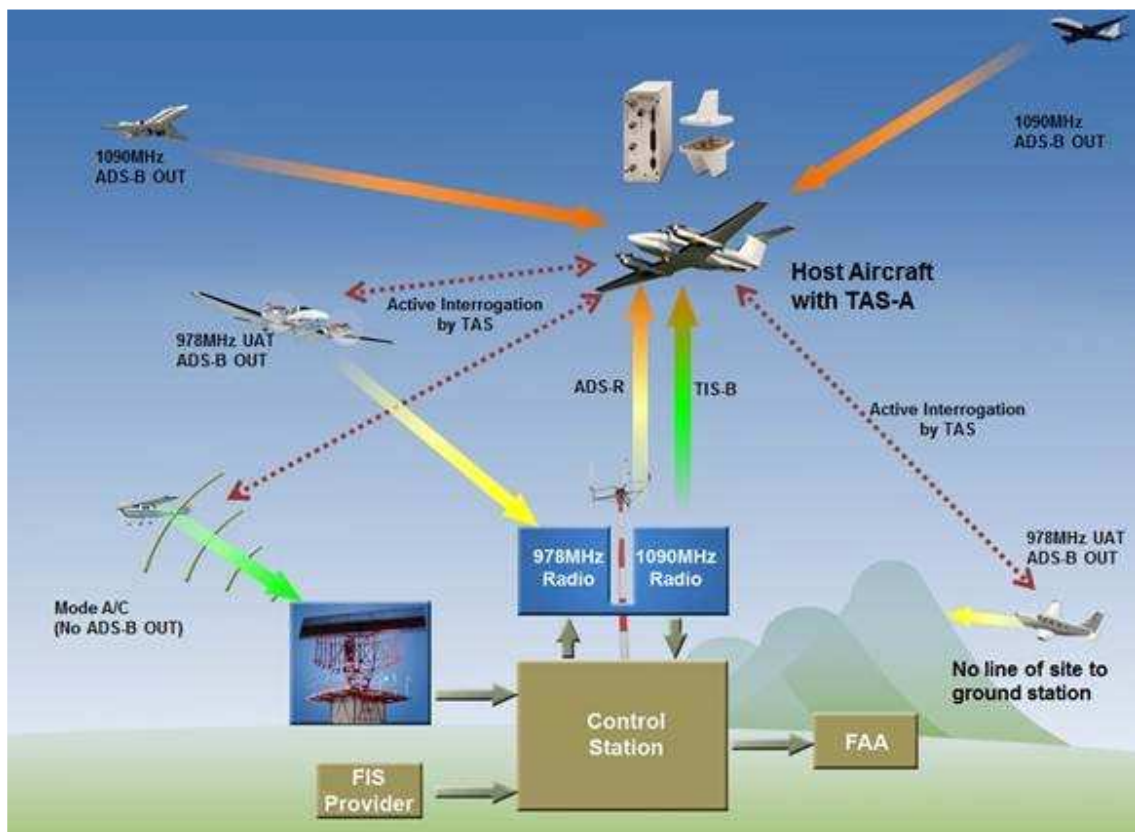 1090MHz
ADS-B OUT
1090MHz
ADS-B OUT
Host Aircraft
with TAS-A
Active Interrogation
by TAS
978MHz UAT
ADS-B OUT
ADS-R
TIS-B
Active Interrogation
by TAS
978MHz UAT
ADS-B OUT
978MHz
Radio
1090MHz
Radio
Mode A/C
(No ADS-B OUT)
No line of site to
ground station
Control
Station
FAA
FIS
Provider